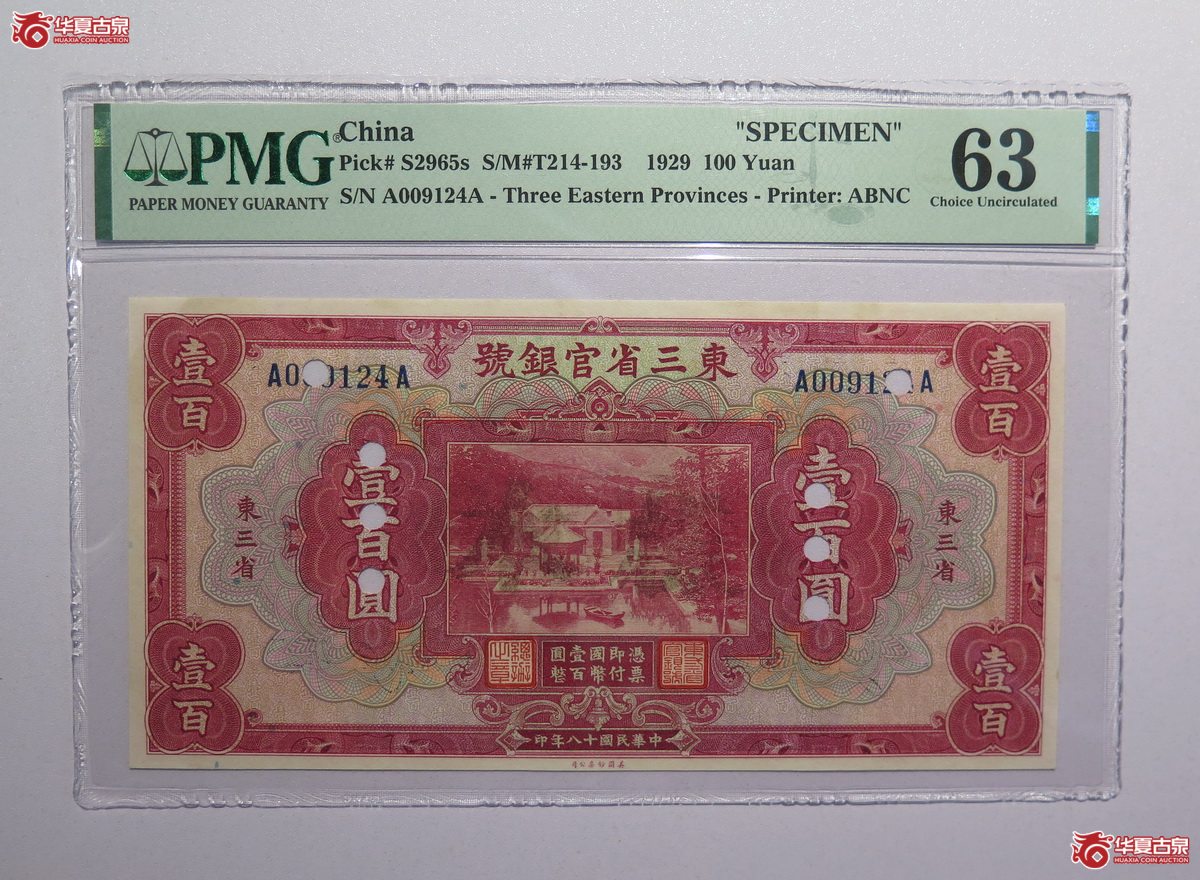 华夏古泉
HUAXIA COIN AUCTION
PMG®
PAPER MONEY GUARANTY
China "SPECIMEN"
Pick# S2965s S/M#T214-193 1929 100 Yuan
S/N A009124A - Three Eastern Provinces - Printer: ABNC
63
Choice Uncirculated
號銀官省三東
A009124A
A009124A
壹百
壹百
壹百圓
壹百圓
東三省
東三省
憑票即付國幣壹百圓整
壹百
壹百
印年八十國民華中
华夏古泉
HUAXIA COIN AUCTION